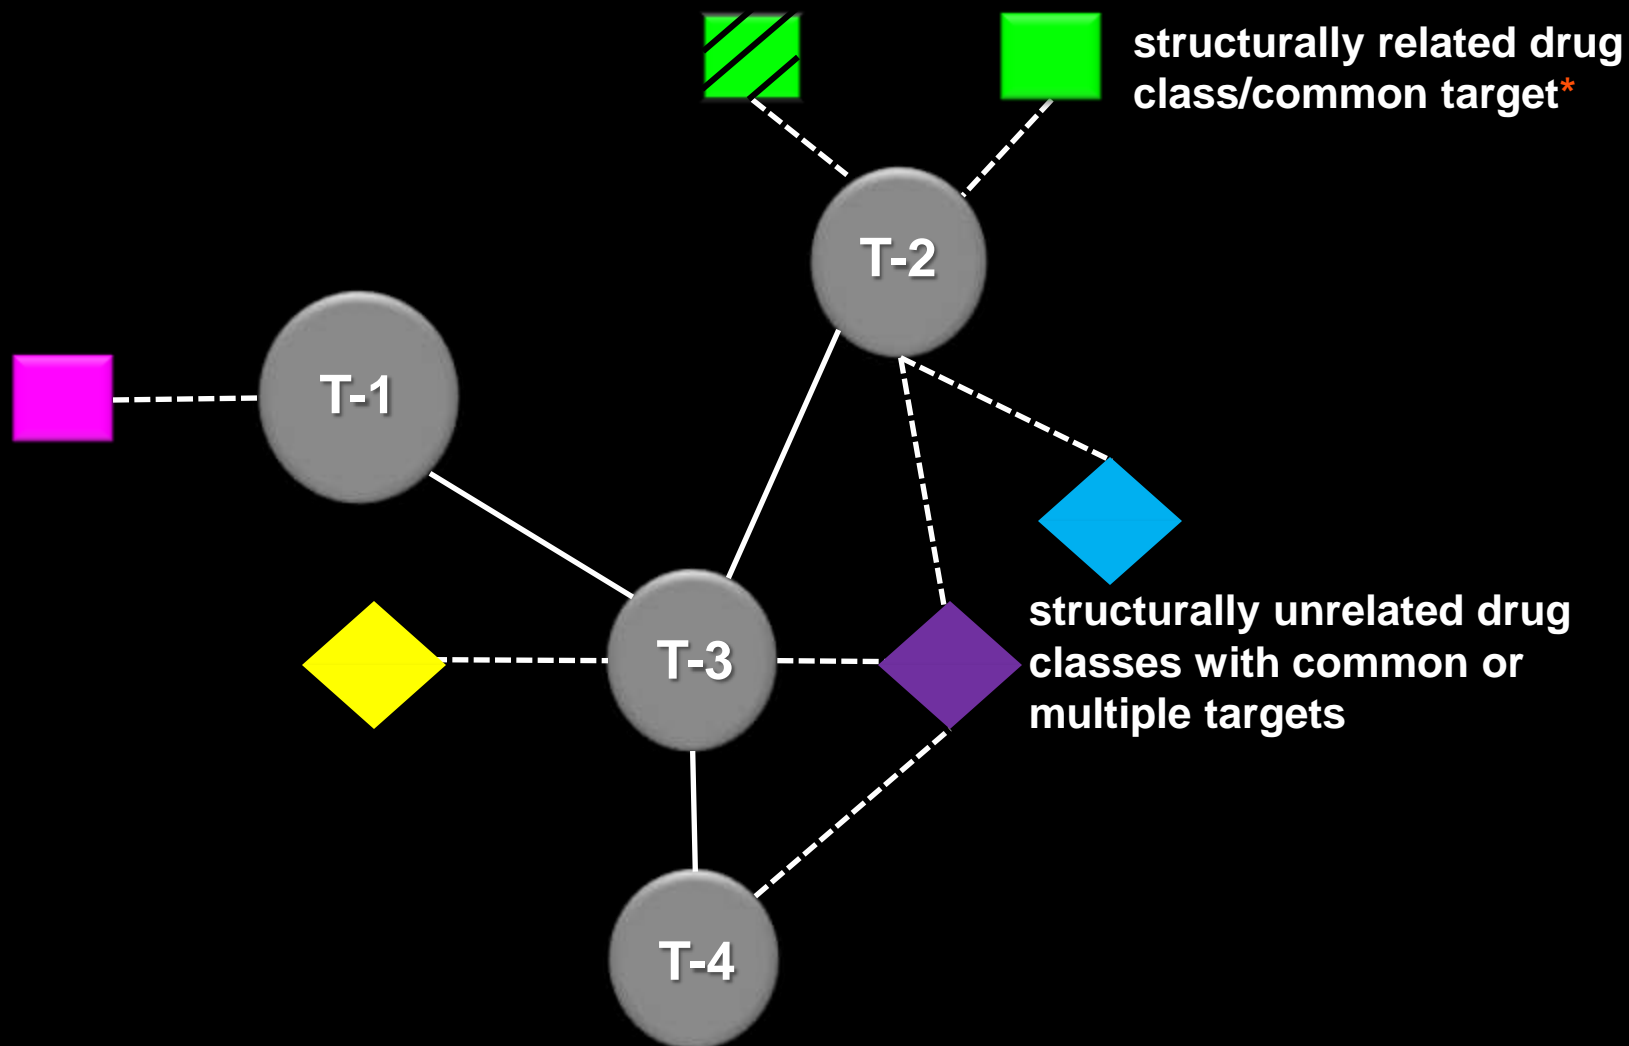 structurally related drug
class/common target*
T-2
T-1
structurally unrelated drug
classes with common or
multiple targets
T-3
T-4